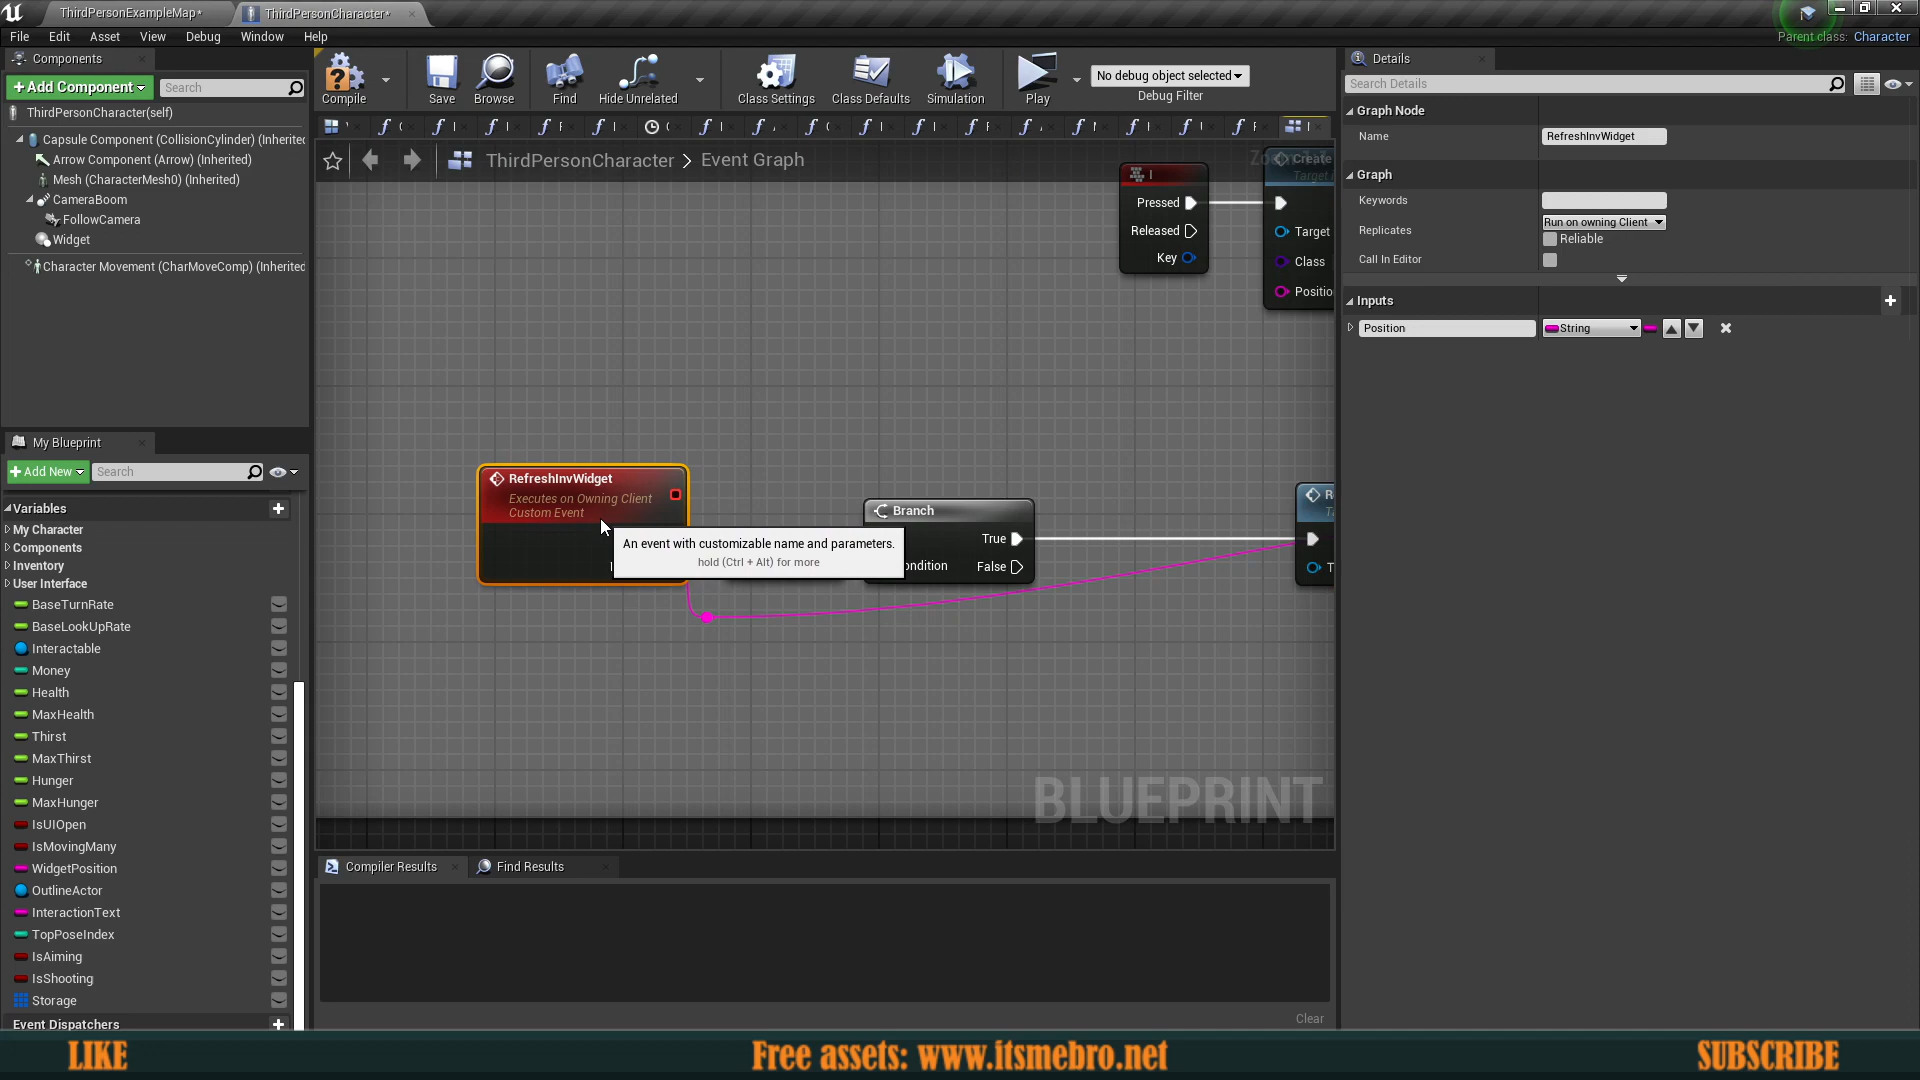 ThirdPersonExampleMap*
ThirdPersonCharacter*
File Edit Asset View Debug Window Help
Parent class: Character
Components
+Add Component
Search
ThirdPersonCharacter(self)
Capsule Component (CollisionCylinder) (Inherited
Arrow Component (Arrow) (Inherited)
Mesh (CharacterMesh0) (Inherited)
CameraBoom
FollowCamera
Widget
Character Movement (CharMoveComp) (Inherited
Compile
Save
Browse
Find
Hide Unrelated
Class Settings
Class Defaults
Simulation
Play
No debug object selected
Debug Filter
ThirdPersonCharacter > Event Graph
I
Pressed
Released
Key
Create
Target
Class
Positio
RefreshInvWidget
Executes on Owning Client
Custom Event
Branch
True
ondition
False
An event with customizable name and parameters.
hold (Ctrl + Alt) for more
BLUEPRINT
My Blueprint
+Add New
Search
Variables
My Character
Components
Inventory
User Interface
BaseTurnRate
BaseLookUpRate
Interactable
Money
Health
MaxHealth
Thirst
MaxThirst
Hunger
MaxHunger
IsUIOpen
IsMovingMany
WidgetPosition
OutlineActor
InteractionText
TopPoseIndex
IsAiming
IsShooting
Storage
Event Dispatchers
Compiler Results
Find Results
Clear
Details
Search Details
Graph Node
Name
RefreshInvWidget
Graph
Keywords
Replicates
Run on owning Client
Reliable
Call In Editor
Inputs
Position
String
LIKE
Free assets: www.itsmebro.net
SUBSCRIBE